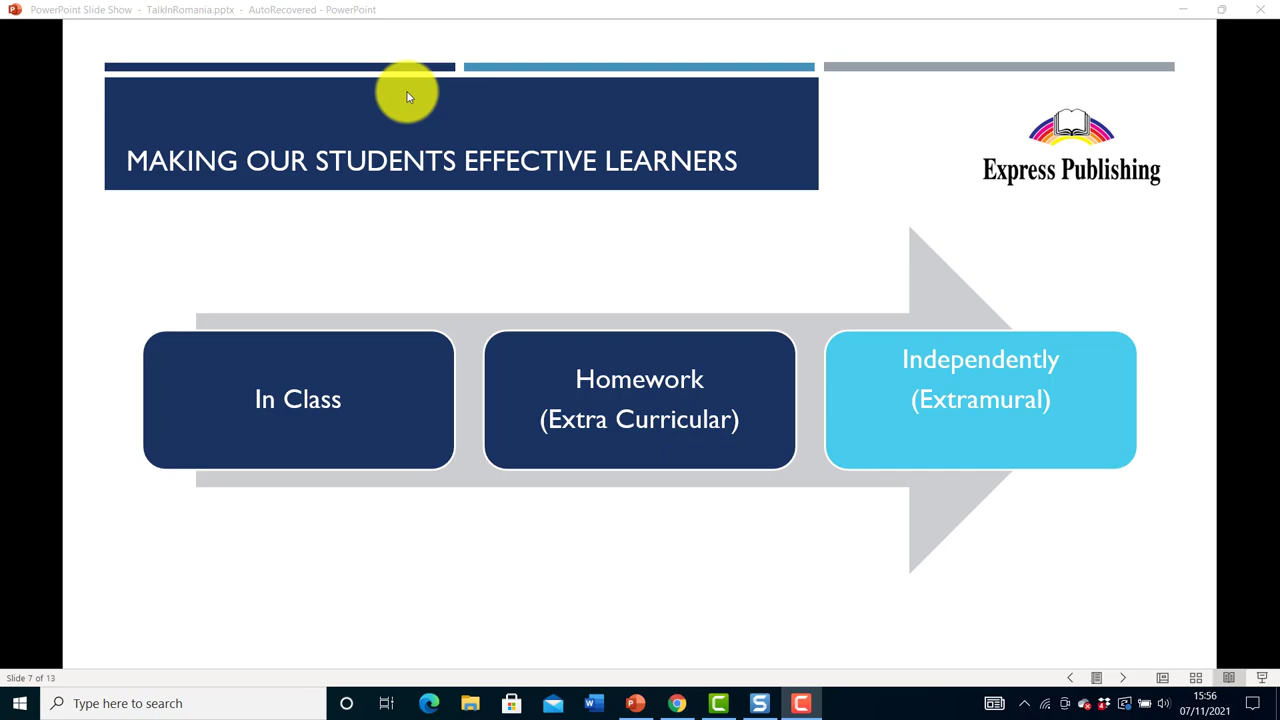 PowerPoint Slide Show - TalkInRomania.pptx - AutoRecovered - PowerPoint
MAKING OUR STUDENTS EFFECTIVE LEARNERS
Express Publishing
In Class
Homework
(Extra Curricular)
Independently
(Extramural)
Slide 7 of 13
Type here to search
15:56
07/11/2021